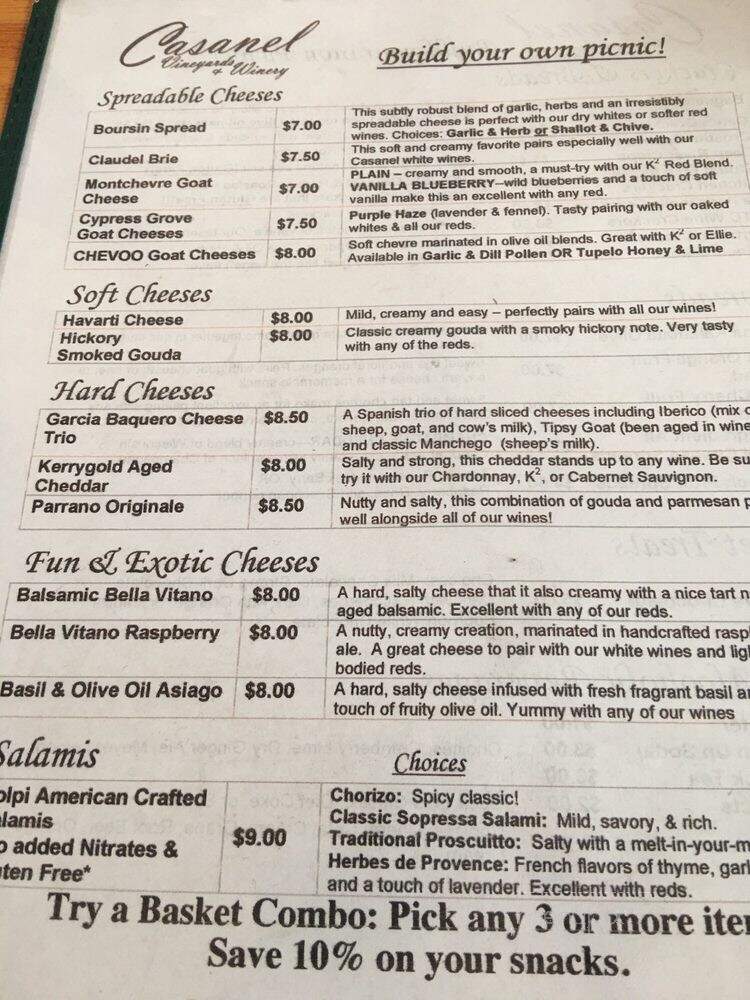 Casanel
Vineyards & Winery
Build your own picnic!
Spreadable Cheeses
Boursin Spread $7.00 This subtly robust blend of garlic, herbs and an irresistibly
spreadable cheese is perfect with our dry whites or softer red
wines. Choices: Garlic & Herb or Shallot & Chive.
Claudel Brie $7.50 This soft and creamy favorite pairs especially well with our
Casanel white wines.
Montchevre Goat
Cheese $7.00 PLAIN – creamy and smooth, a must-try with our K² Red Blend.
VANILLA BLUEBERRY–wild blueberries and a touch of soft
vanilla make this an excellent with any red.
Cypress Grove
Goat Cheeses $7.50 Purple Haze (lavender & fennel). Tasty pairing with our oaked
whites & all our reds.
CHEVOO Goat Cheeses $8.00 Soft chevre marinated in olive oil blends. Great with K² or Ellie.
Available in Garlic & Dill Pollen OR Tupelo Honey & Lime
Soft Cheeses
Havarti Cheese $8.00 Mild, creamy and easy – perfectly pairs with all our wines!
Hickory
Smoked Gouda $8.00 Classic creamy gouda with a smoky hickory note. Very tasty
with any of the reds.
Hard Cheeses
Garcia Baquero Cheese
Trio $8.50 A Spanish trio of hard sliced cheeses including Iberico (mix
sheep, goat, and cow's milk), Tipsy Goat (been aged in wine
and classic Manchego (sheep's milk).
Kerrygold Aged
Cheddar $8.00 Salty and strong, this cheddar stands up to any wine. Be su
try it with our Chardonnay, K², or Cabernet Sauvignon.
Parrano Originale $8.50 Nutty and salty, this combination of gouda and parmesan p
well alongside all of our wines!
Fun & Exotic Cheeses
Balsamic Bella Vitano $8.00 A hard, salty cheese that it also creamy with a nice tart n
aged balsamic. Excellent with any of our reds.
Bella Vitano Raspberry $8.00 A nutty, creamy creation, marinated in handcrafted rasp
ale. A great cheese to pair with our white wines and lig
bodied reds.
Basil & Olive Oil Asiago $8.00 A hard, salty cheese infused with fresh fragrant basil a
touch of fruity olive oil. Yummy with any of our wines
Salamis
Choices
olpi American Crafted
alamis
o added Nitrates &
uten Free* $9.00 Chorizo: Spicy classic!
Classic Sopressa Salami: Mild, savory, & rich.
Traditional Proscuitto: Salty with a melt-in-your-m
Herbes de Provence: French flavors of thyme, garl
and a touch of lavender. Excellent with reds.
Try a Basket Combo: Pick any 3 or more ite
Save 10% on your snacks.